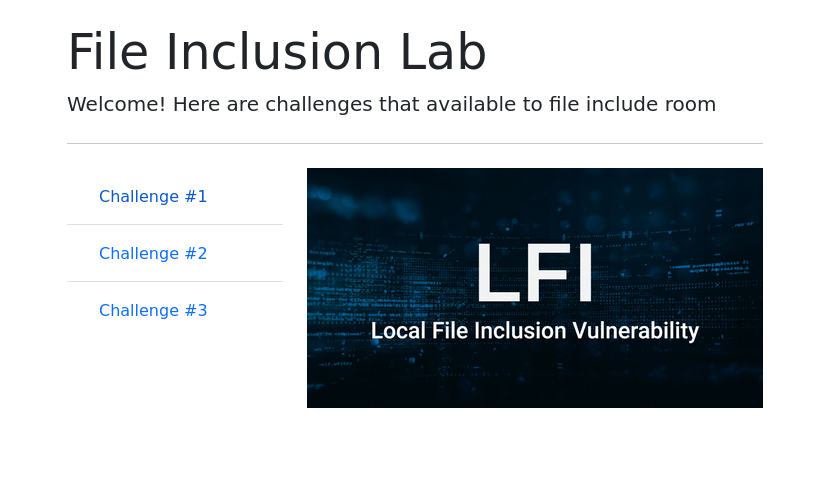 File Inclusion Lab
Welcome! Here are challenges that available to file include room
Challenge #1
Challenge #2
Challenge #3
LFI
Local File Inclusion Vulnerability